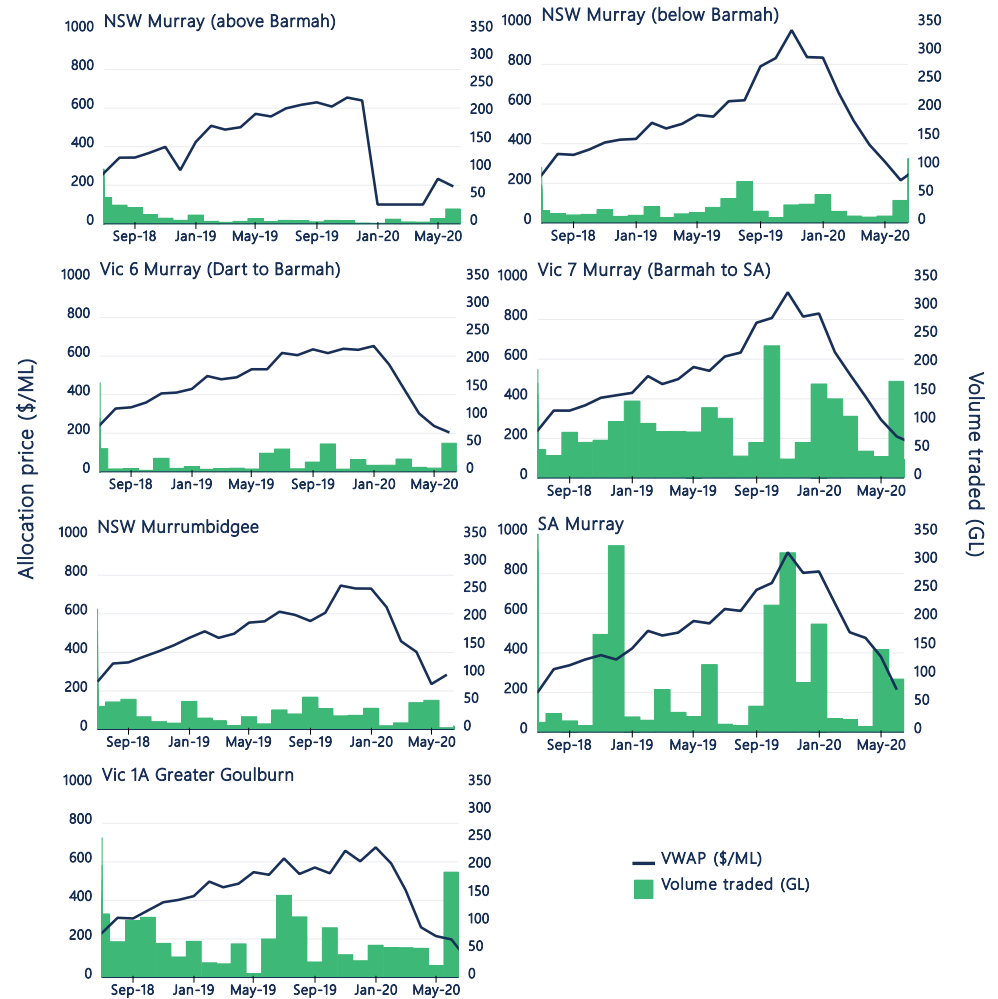 NSW Murray (above Barmah)
1000 800 600 400 200 0
350 300 250 200 150 100 50 0
Sep-18 Jan-19 May-19 Sep-19 Jan-20 May-20
NSW Murray (below Barmah)
1000 800 600 400 200 0
350 300 250 200 150 100 50 0
Sep-18 Jan-19 May-19 Sep-19 Jan-20 May-20
Vic 6 Murray (Dart to Barmah)
1000 800 600 400 200 0
350 300 250 200 150 100 50 0
Sep-18 Jan-19 May-19 Sep-19 Jan-20 May-20
Vic 7 Murray (Barmah to SA)
1000 800 600 400 200 0
350 300 250 200 150 100 50 0
Sep-18 Jan-19 May-19 Sep-19 Jan-20 May-20
Allocation price ($/ML)
Volume traded (GL)
NSW Murrumbidgee
1000 800 600 400 200 0
350 300 250 200 150 100 50 0
Sep-18 Jan-19 May-19 Sep-19 Jan-20 May-20
SA Murray
1000 800 600 400 200 0
350 300 250 200 150 100 50 0
Sep-18 Jan-19 May-19 Sep-19 Jan-20 May-20
Vic 1A Greater Goulburn
1000 800 600 400 200 0
350 300 250 200 150 100 50 0
Sep-18 Jan-19 May-19 Sep-19 Jan-20 May-20
VWAP ($/ML)
Volume traded (GL)